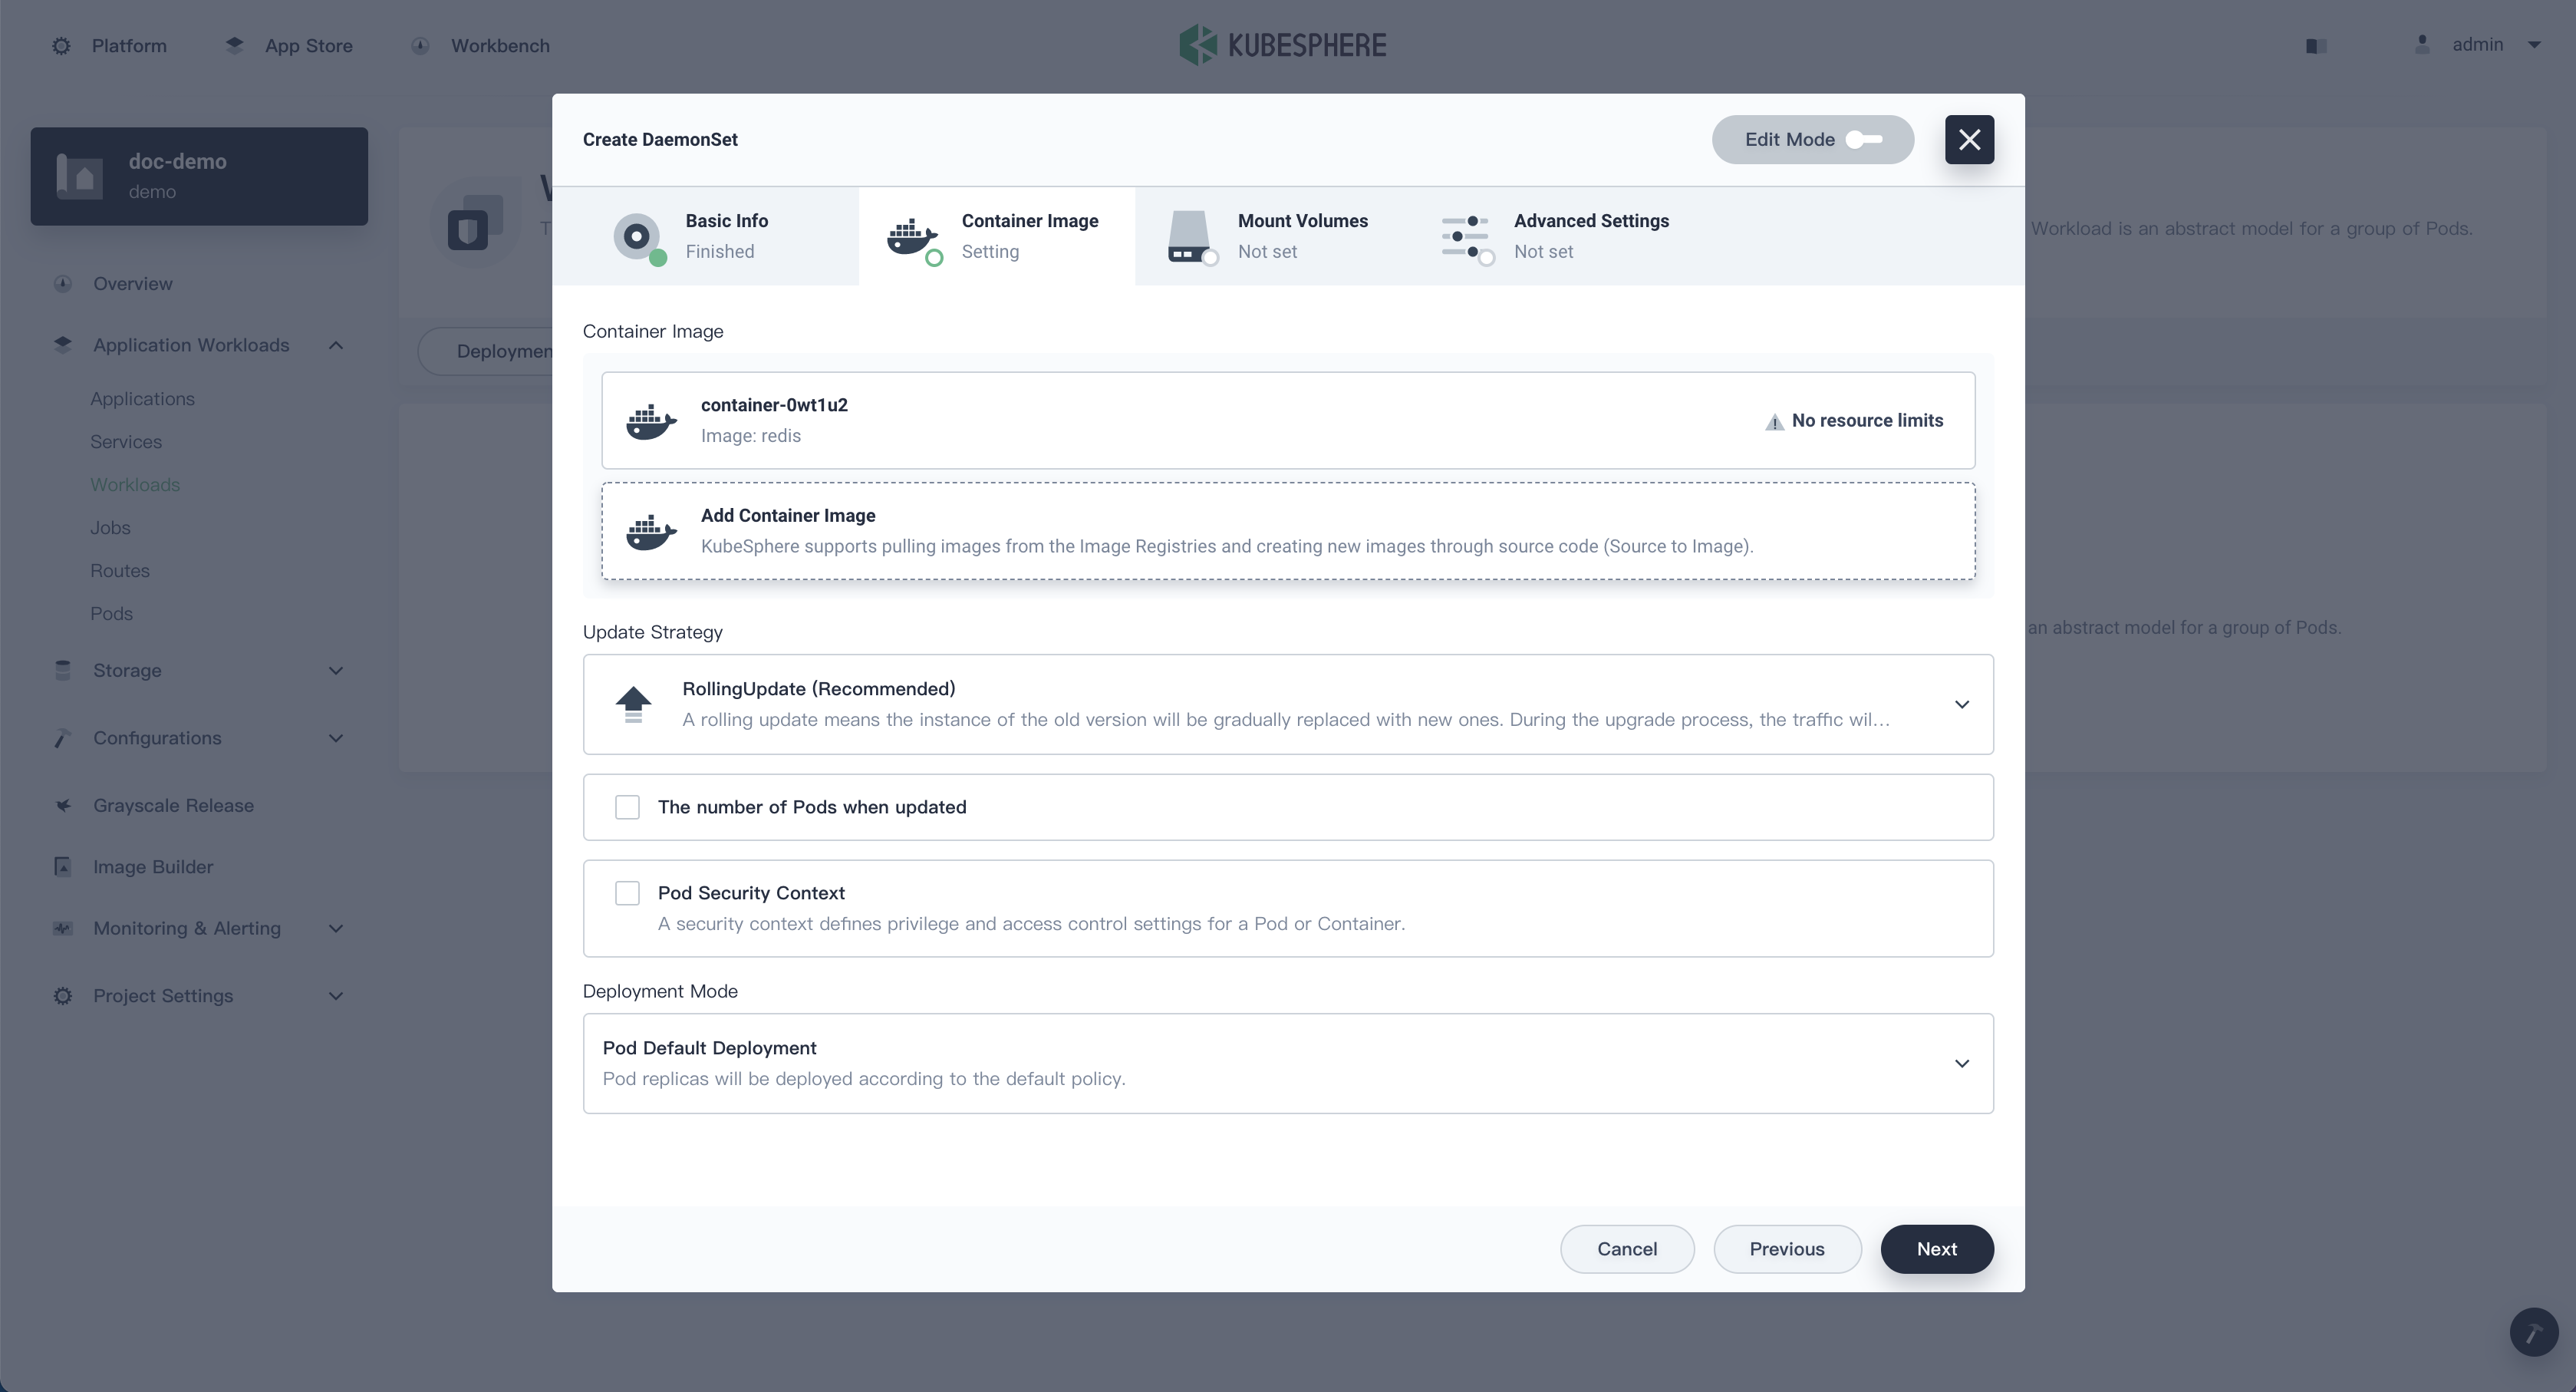 Platform
App Store
Workbench
KUBESPHERE
admin
doc-demo
demo
Overview
Application Workloads
Applications
Services
Workloads
Jobs
Routes
Pods
Storage
Configurations
Grayscale Release
Image Builder
Monitoring & Alerting
Project Settings
Workload is an abstract model for a group of Pods.
an abstract model for a group of Pods.
Create DaemonSet
Edit Mode
Basic Info
Finished
Container Image
Setting
Mount Volumes
Not set
Advanced Settings
Not set
Container Image
container-0wt1u2
Image: redis
No resource limits
Add Container Image
KubeSphere supports pulling images from the Image Registries and creating new images through source code (Source to Image).
Update Strategy
RollingUpdate (Recommended)
A rolling update means the instance of the old version will be gradually replaced with new ones. During the upgrade process, the traffic wil...
The number of Pods when updated
Pod Security Context
A security context defines privilege and access control settings for a Pod or Container.
Deployment Mode
Pod Default Deployment
Pod replicas will be deployed according to the default policy.
Cancel
Previous
Next